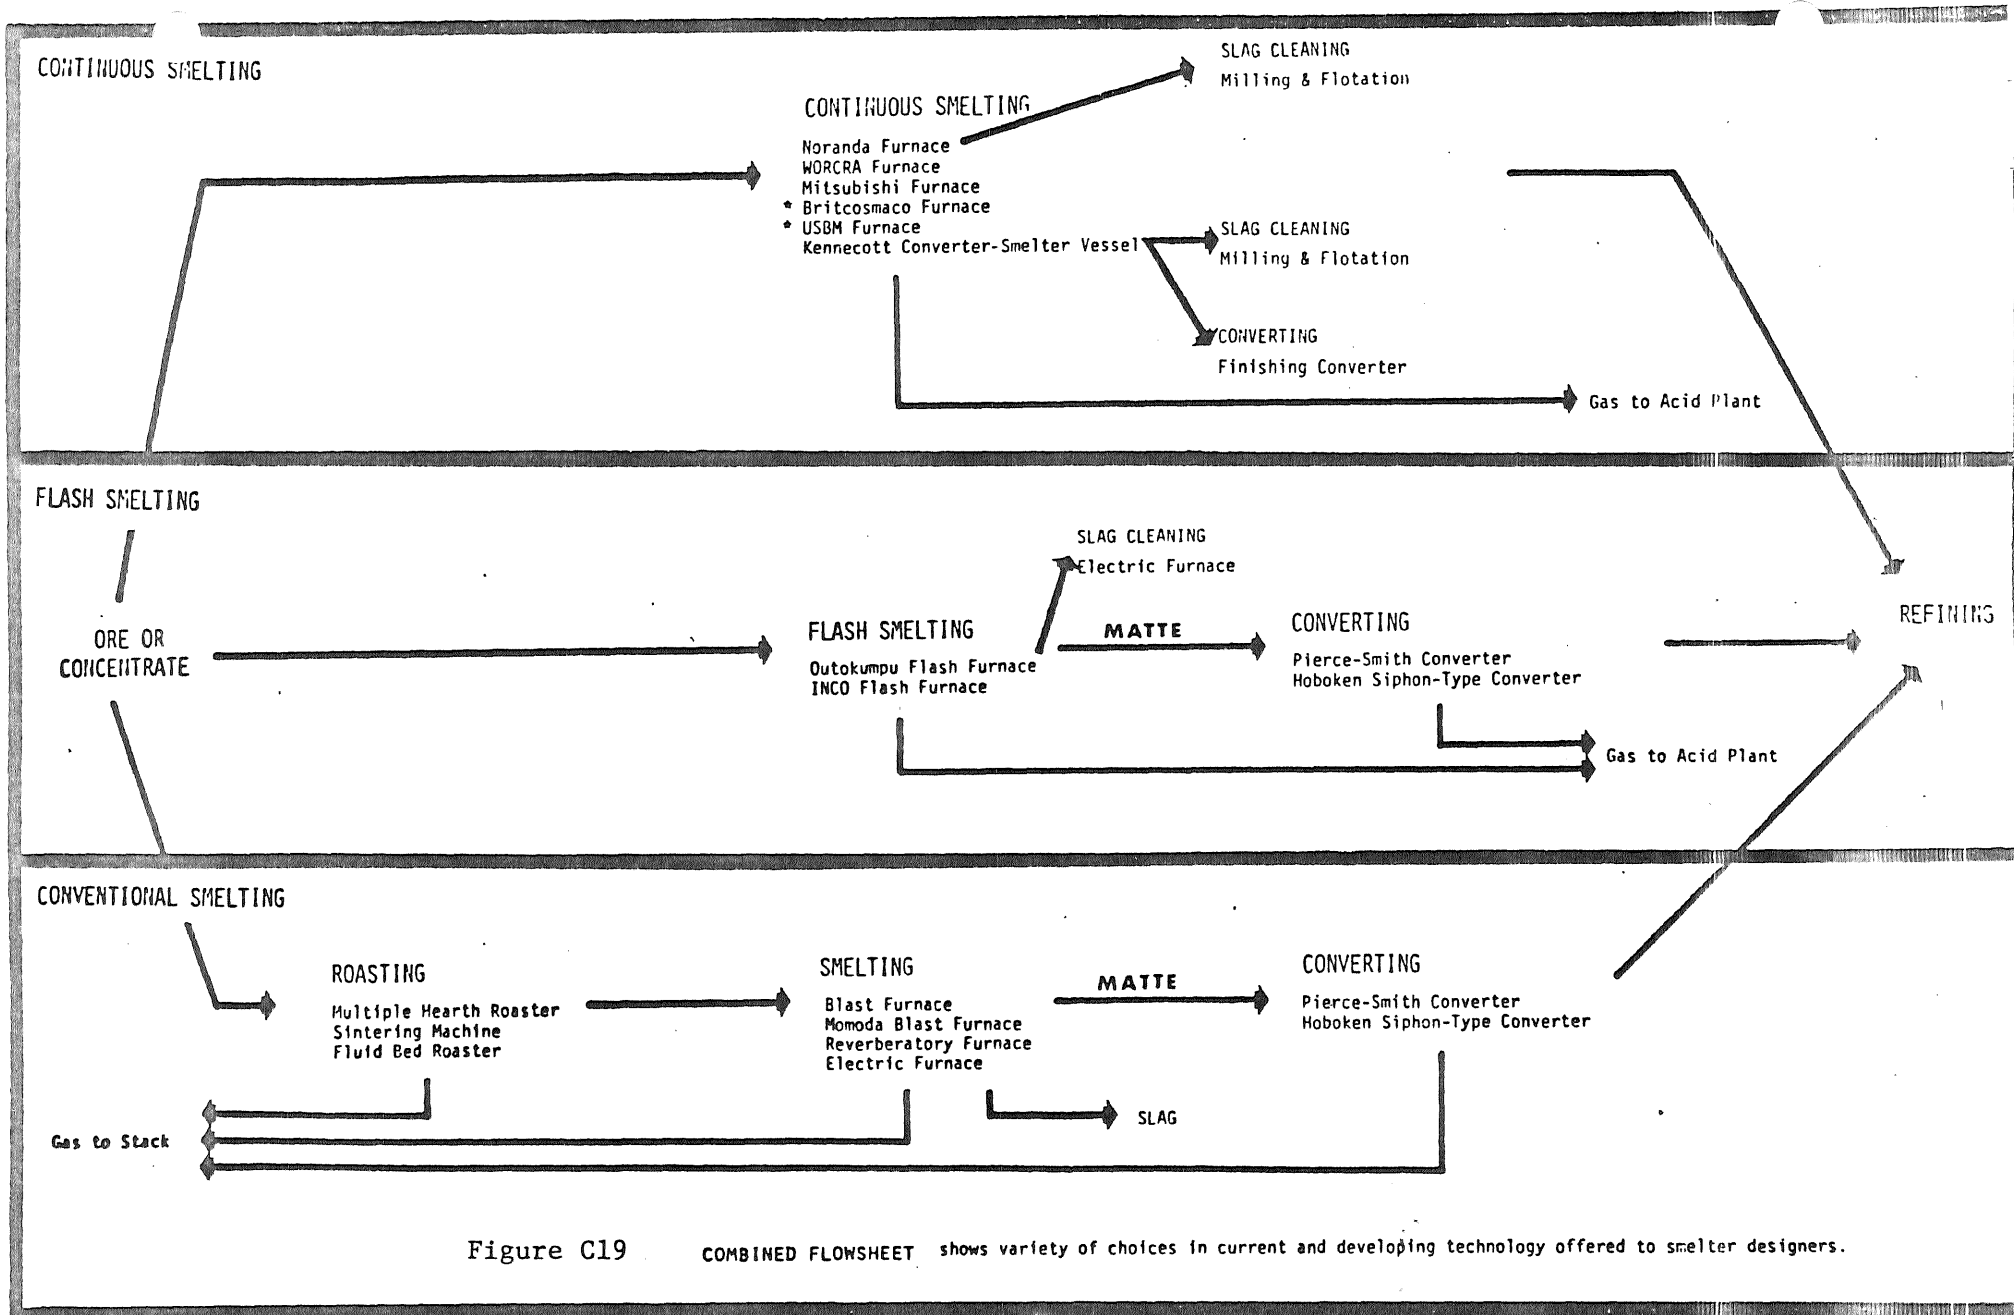 CONTINUOUS SMELTING
SLAG CLEANING
Milling & Flotation
CONTINUOUS SMELTING
Noranda Furnace
WORCRA Furnace
Mitsubishi Furnace
* Britcosmaco Furnace
* USBM Furnace
Kennecott Converter-Smelter Vessel
SLAG CLEANING
Milling & Flotation
CONVERTING
Finishing Converter
Gas to Acid Plant
FLASH SMELTING
SLAG CLEANING
Electric Furnace
ORE OR
CONCENTRATE
FLASH SMELTING
Outokumpu Flash Furnace
INCO Flash Furnace
MATTE
CONVERTING
Pierce-Smith Converter
Hoboken Siphon-Type Converter
REFINING
Gas to Acid Plant
CONVENTIONAL SMELTING
ROASTING
Multiple Hearth Roaster
Sintering Machine
Fluid Bed Roaster
SMELTING
Blast Furnace
Momoda Blast Furnace
Reverberatory Furnace
Electric Furnace
MATTE
CONVERTING
Pierce-Smith Converter
Hoboken Siphon-Type Converter
SLAG
Gas to Stack
Figure C19 COMBINED FLOWSHEET shows variety of choices in current and developing technology offered to smelter designers.